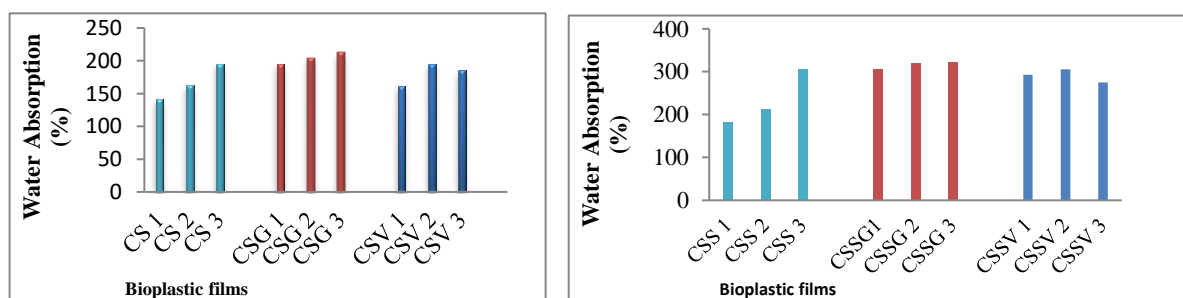 Water Absorption
(%)
250
200
150
100
50
0
CS 1
CS 2
CS 3
CSG 1
CSG 2
CSG 3
CSV 1
CSV 2
CSV 3
Bioplastic films
Water Absorption
(%)
400
300
200
100
0
CSS 1
CSS 2
CSS 3
CSSG1
CSSG 2
CSSG 3
CSSV 1
CSSV 2
CSSV 3
Bioplastic films